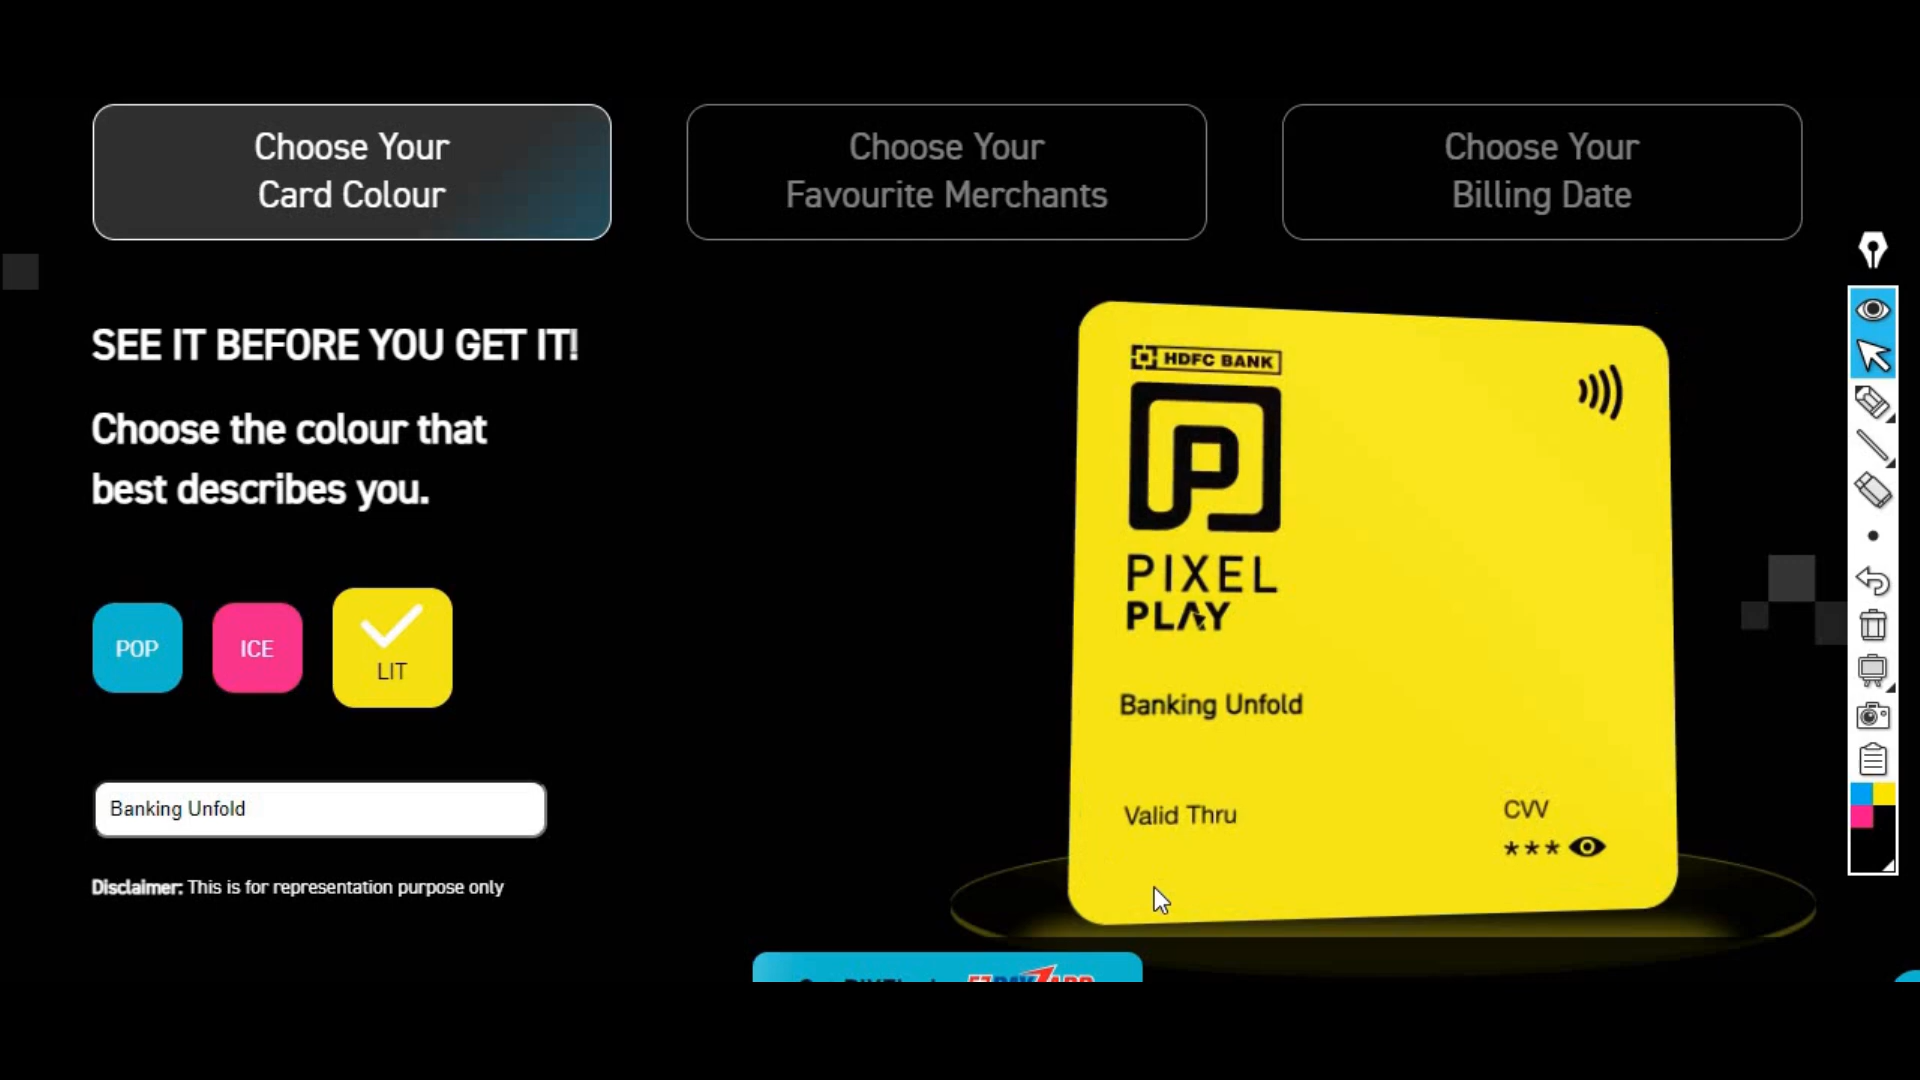 Choose Your
Card Colour
Choose Your
Favourite Merchants
Choose Your
Billing Date
SEE IT BEFORE YOU GET IT!
Choose the colour that
best describes you.
POP
ICE
LIT
Banking Unfold
Disclaimer: This is for representation purpose only
HDFC BANK
PIXEL
PLAY
Banking Unfold
Valid Thru
CVV
***